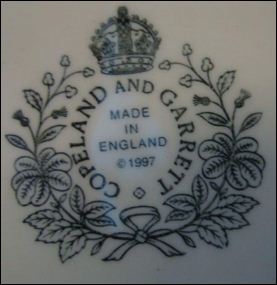 COPELAND AND GARRETT
MADE
IN
ENGLAND
© 1997